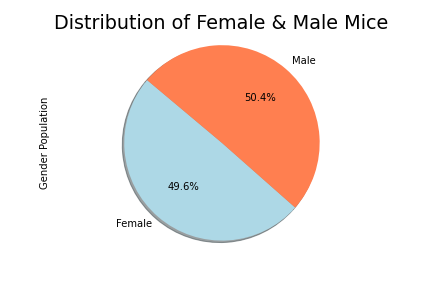 Distribution of Female & Male Mice
Male
50.4%
Gender Population
49.6%
Female